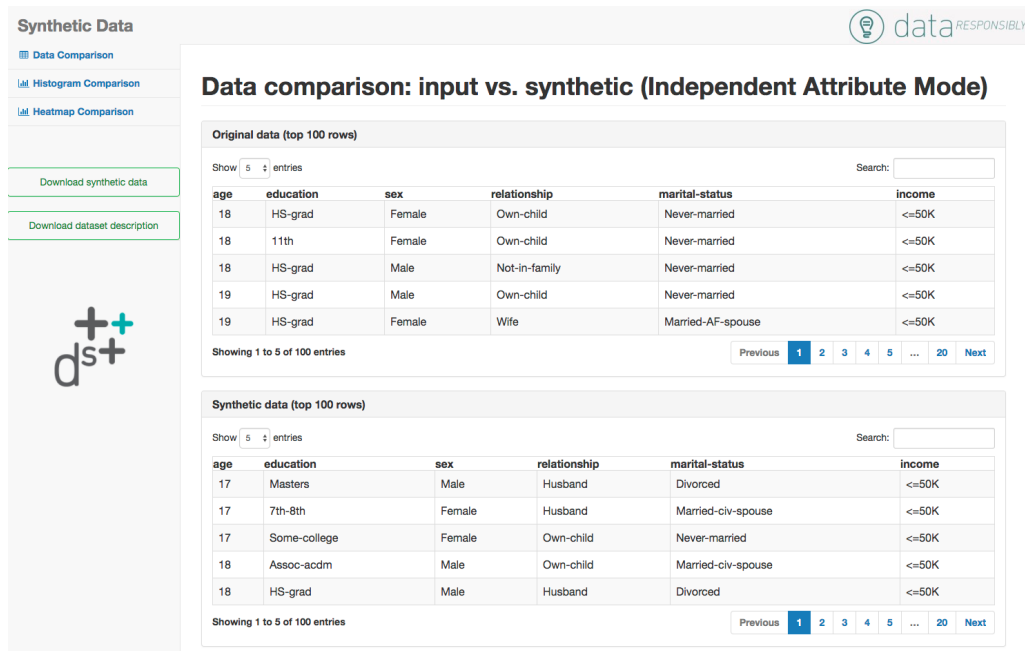 Synthetic Data
data RESPONSIBLY
Data Comparison
Histogram Comparison
Heatmap Comparison
Download synthetic data
Download dataset description
ds
Data comparison: input vs. synthetic (Independent Attribute Mode)
Original data (top 100 rows)
Show 5 entries Search:
age education sex relationship marital-status income
18 HS-grad Female Own-child Never-married <=50K
18 11th Female Own-child Never-married <=50K
18 HS-grad Male Not-in-family Never-married <=50K
19 HS-grad Male Own-child Never-married <=50K
19 HS-grad Female Wife Married-AF-spouse <=50K
Showing 1 to 5 of 100 entries Previous 1 2 3 4 5 ... 20 Next
Synthetic data (top 100 rows)
Show 5 entries Search:
age education sex relationship marital-status income
17 Masters Male Husband Divorced <=50K
17 7th-8th Female Husband Married-civ-spouse <=50K
17 Some-college Female Own-child Never-married <=50K
18 Assoc-acdm Male Own-child Married-civ-spouse <=50K
18 HS-grad Male Husband Divorced <=50K
Showing 1 to 5 of 100 entries Previous 1 2 3 4 5 ... 20 Next